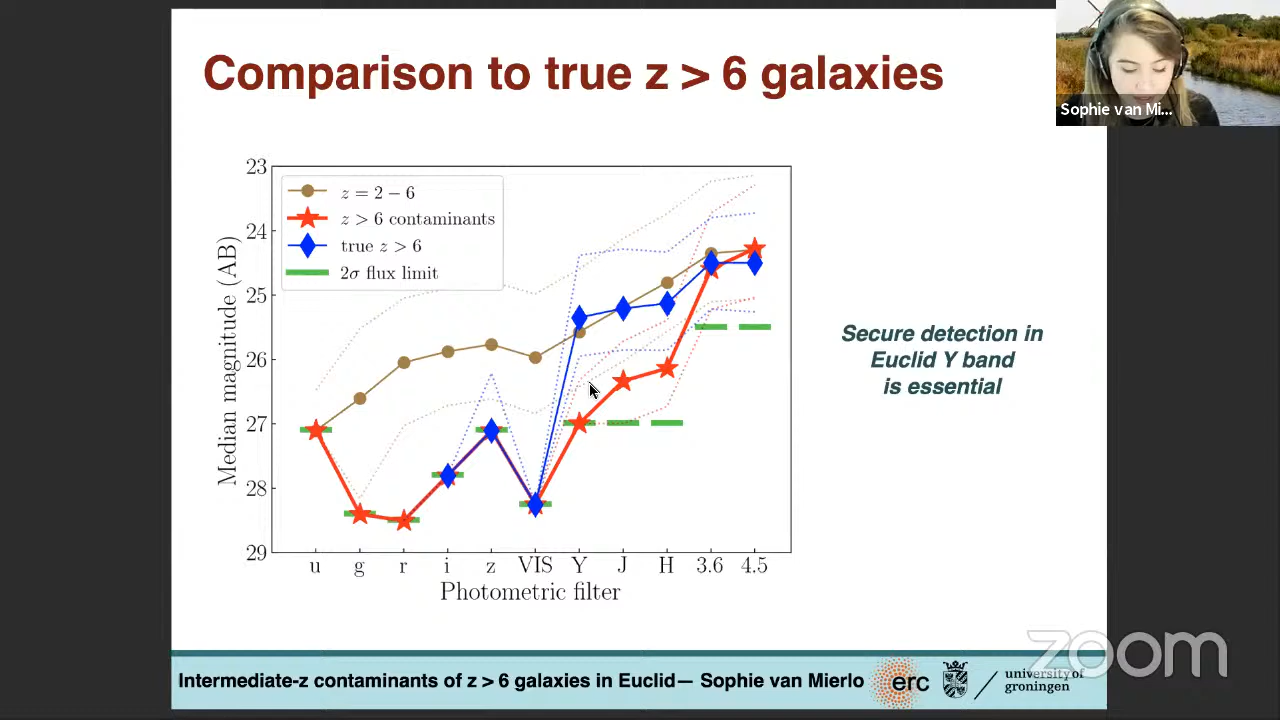 Comparison to true z > 6 galaxies
Sophie van Mi...
23
24
25
26
27
28
29
Median magnitude (AB)
z = 2 − 6
z > 6 contaminants
true z > 6
2σ flux limit
u g r i z VIS Y J H 3.6 4.5
Photometric filter
Secure detection in
Euclid Y band
is essential
zoom
Intermediate-z contaminants of z > 6 galaxies in Euclid— Sophie van Mierlo
erc
university of
groningen